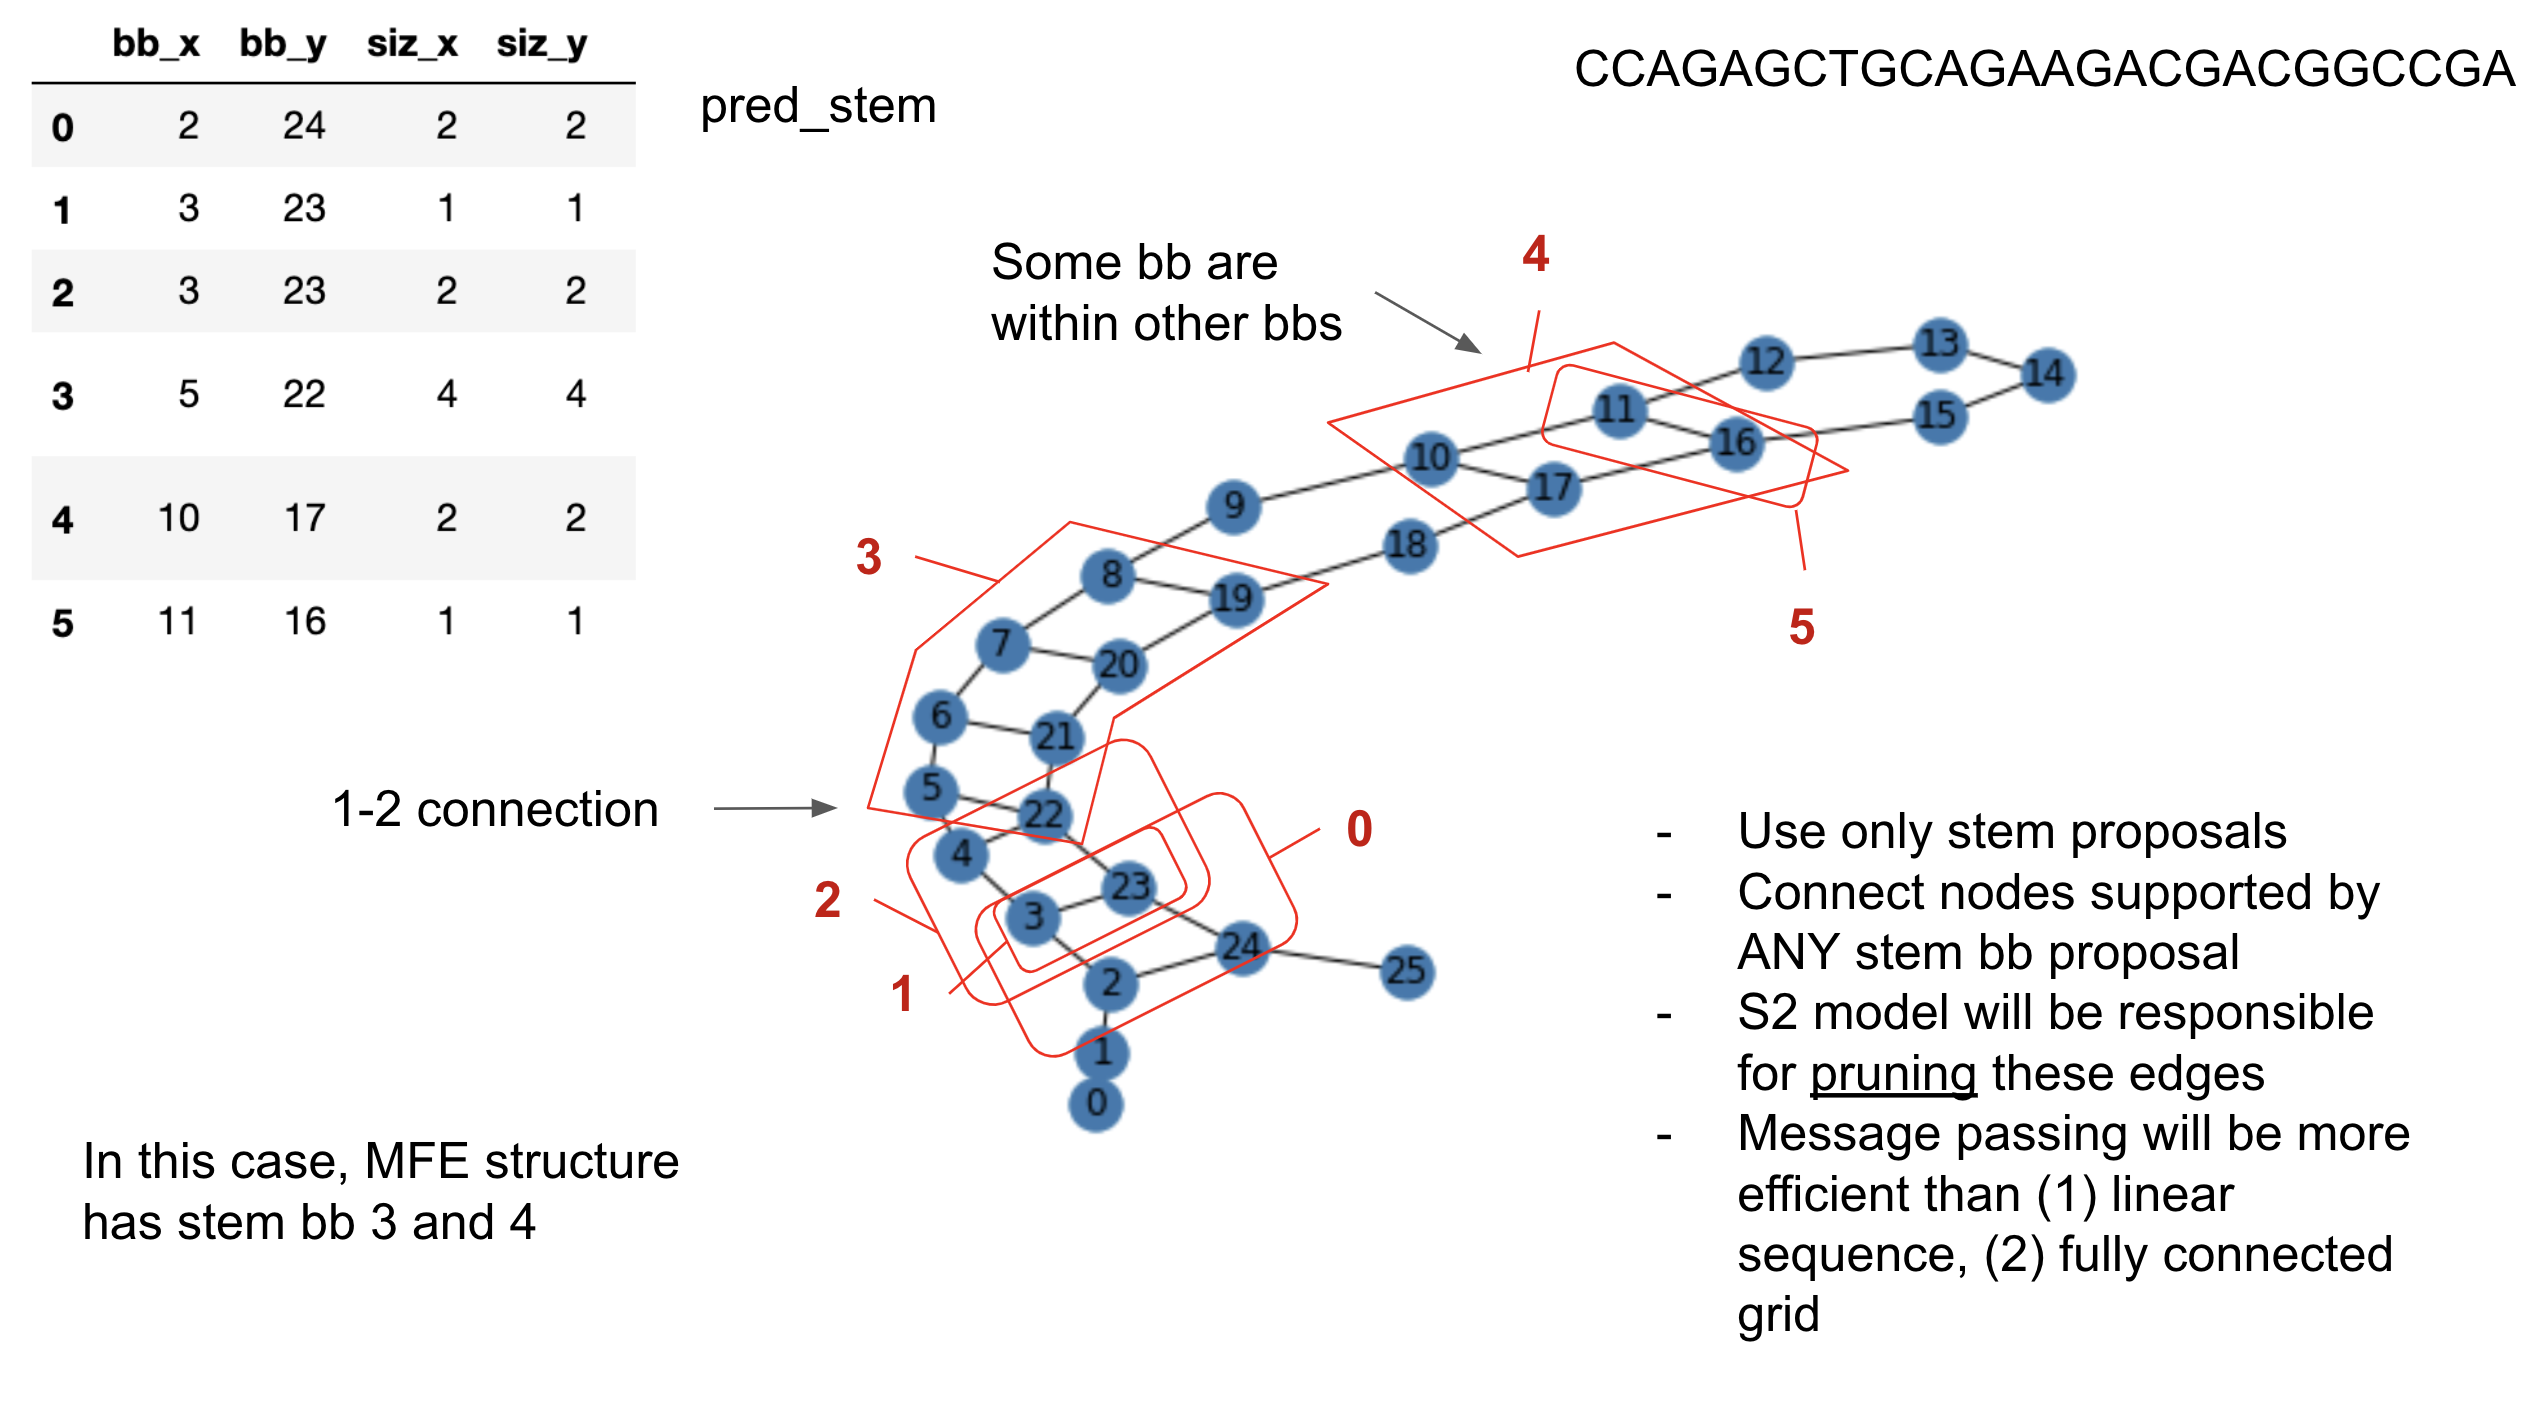 bb_x bb_y siz_x siz_y
0 2 24 2 2
1 3 23 1 1
2 3 23 2 2
3 5 22 4 4
4 10 17 2 2
5 11 16 1 1
pred_stem
CCAGAGCTGCAGAAGACGACGGCCGA
Some bb are
within other bbs
4
5
3
1-2 connection
2
1
0
12
13
14
11
16
15
10
17
9
18
8
19
7
20
6
21
5
22
4
23
3
24
25
2
1
0
In this case, MFE structure
has stem bb 3 and 4
- Use only stem proposals
- Connect nodes supported by
ANY stem bb proposal
- S2 model will be responsible
for pruning these edges
- Message passing will be more
efficient than (1) linear
sequence, (2) fully connected
grid